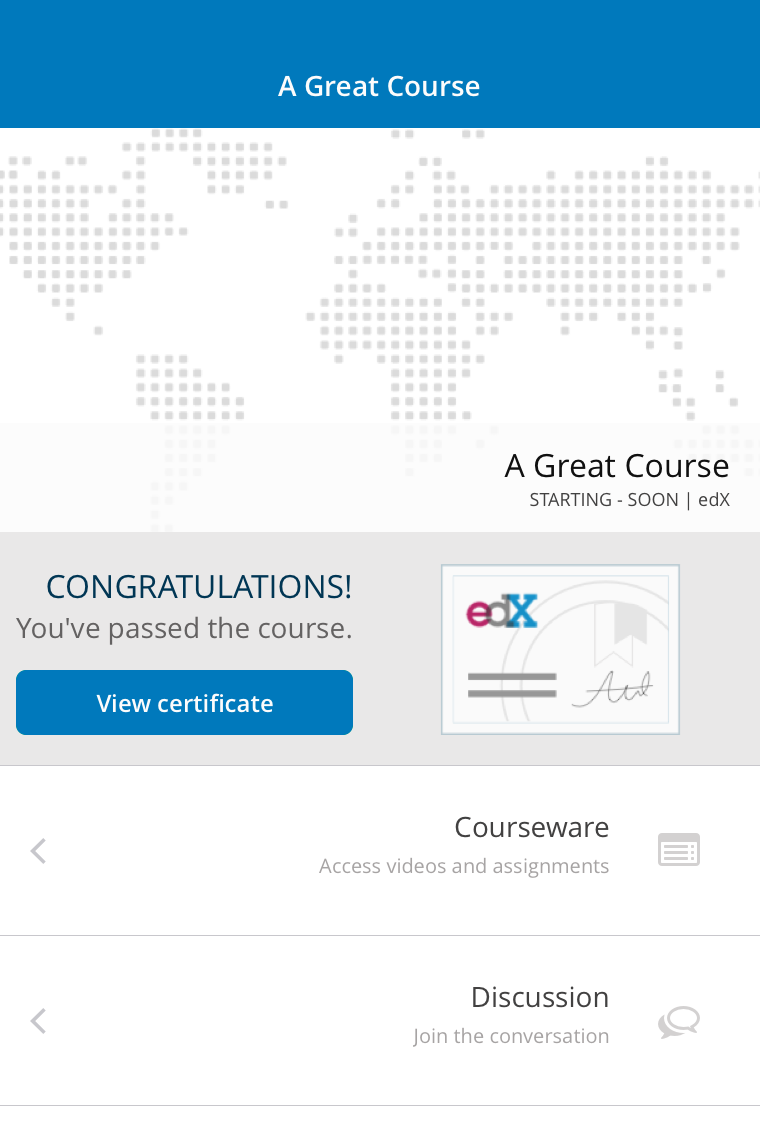 A Great Course
A Great Course
STARTING - SOON | edX
CONGRATULATIONS!
You've passed the course.
View certificate
edX
Courseware
Access videos and assignments
Discussion
Join the conversation